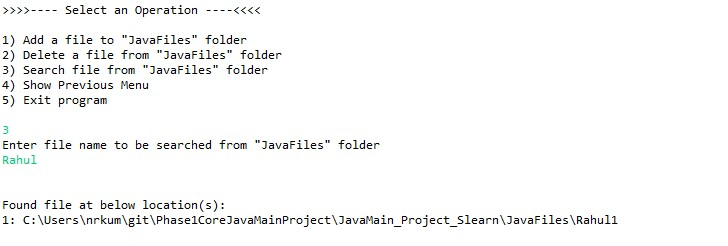 >>>>---- Select an Operation ----<<<<
1) Add a file to "JavaFiles" folder
2) Delete a file from "JavaFiles" folder
3) Search file from "JavaFiles" folder
4) Show Previous Menu
5) Exit program
3
Enter file name to be searched from "JavaFiles" folder
Rahul
Found file at below location(s):
1: C:\Users\nrkum\git\Phase1CoreJavaMainProject\JavaMain_Project_Slearn\JavaFiles\Rahul1